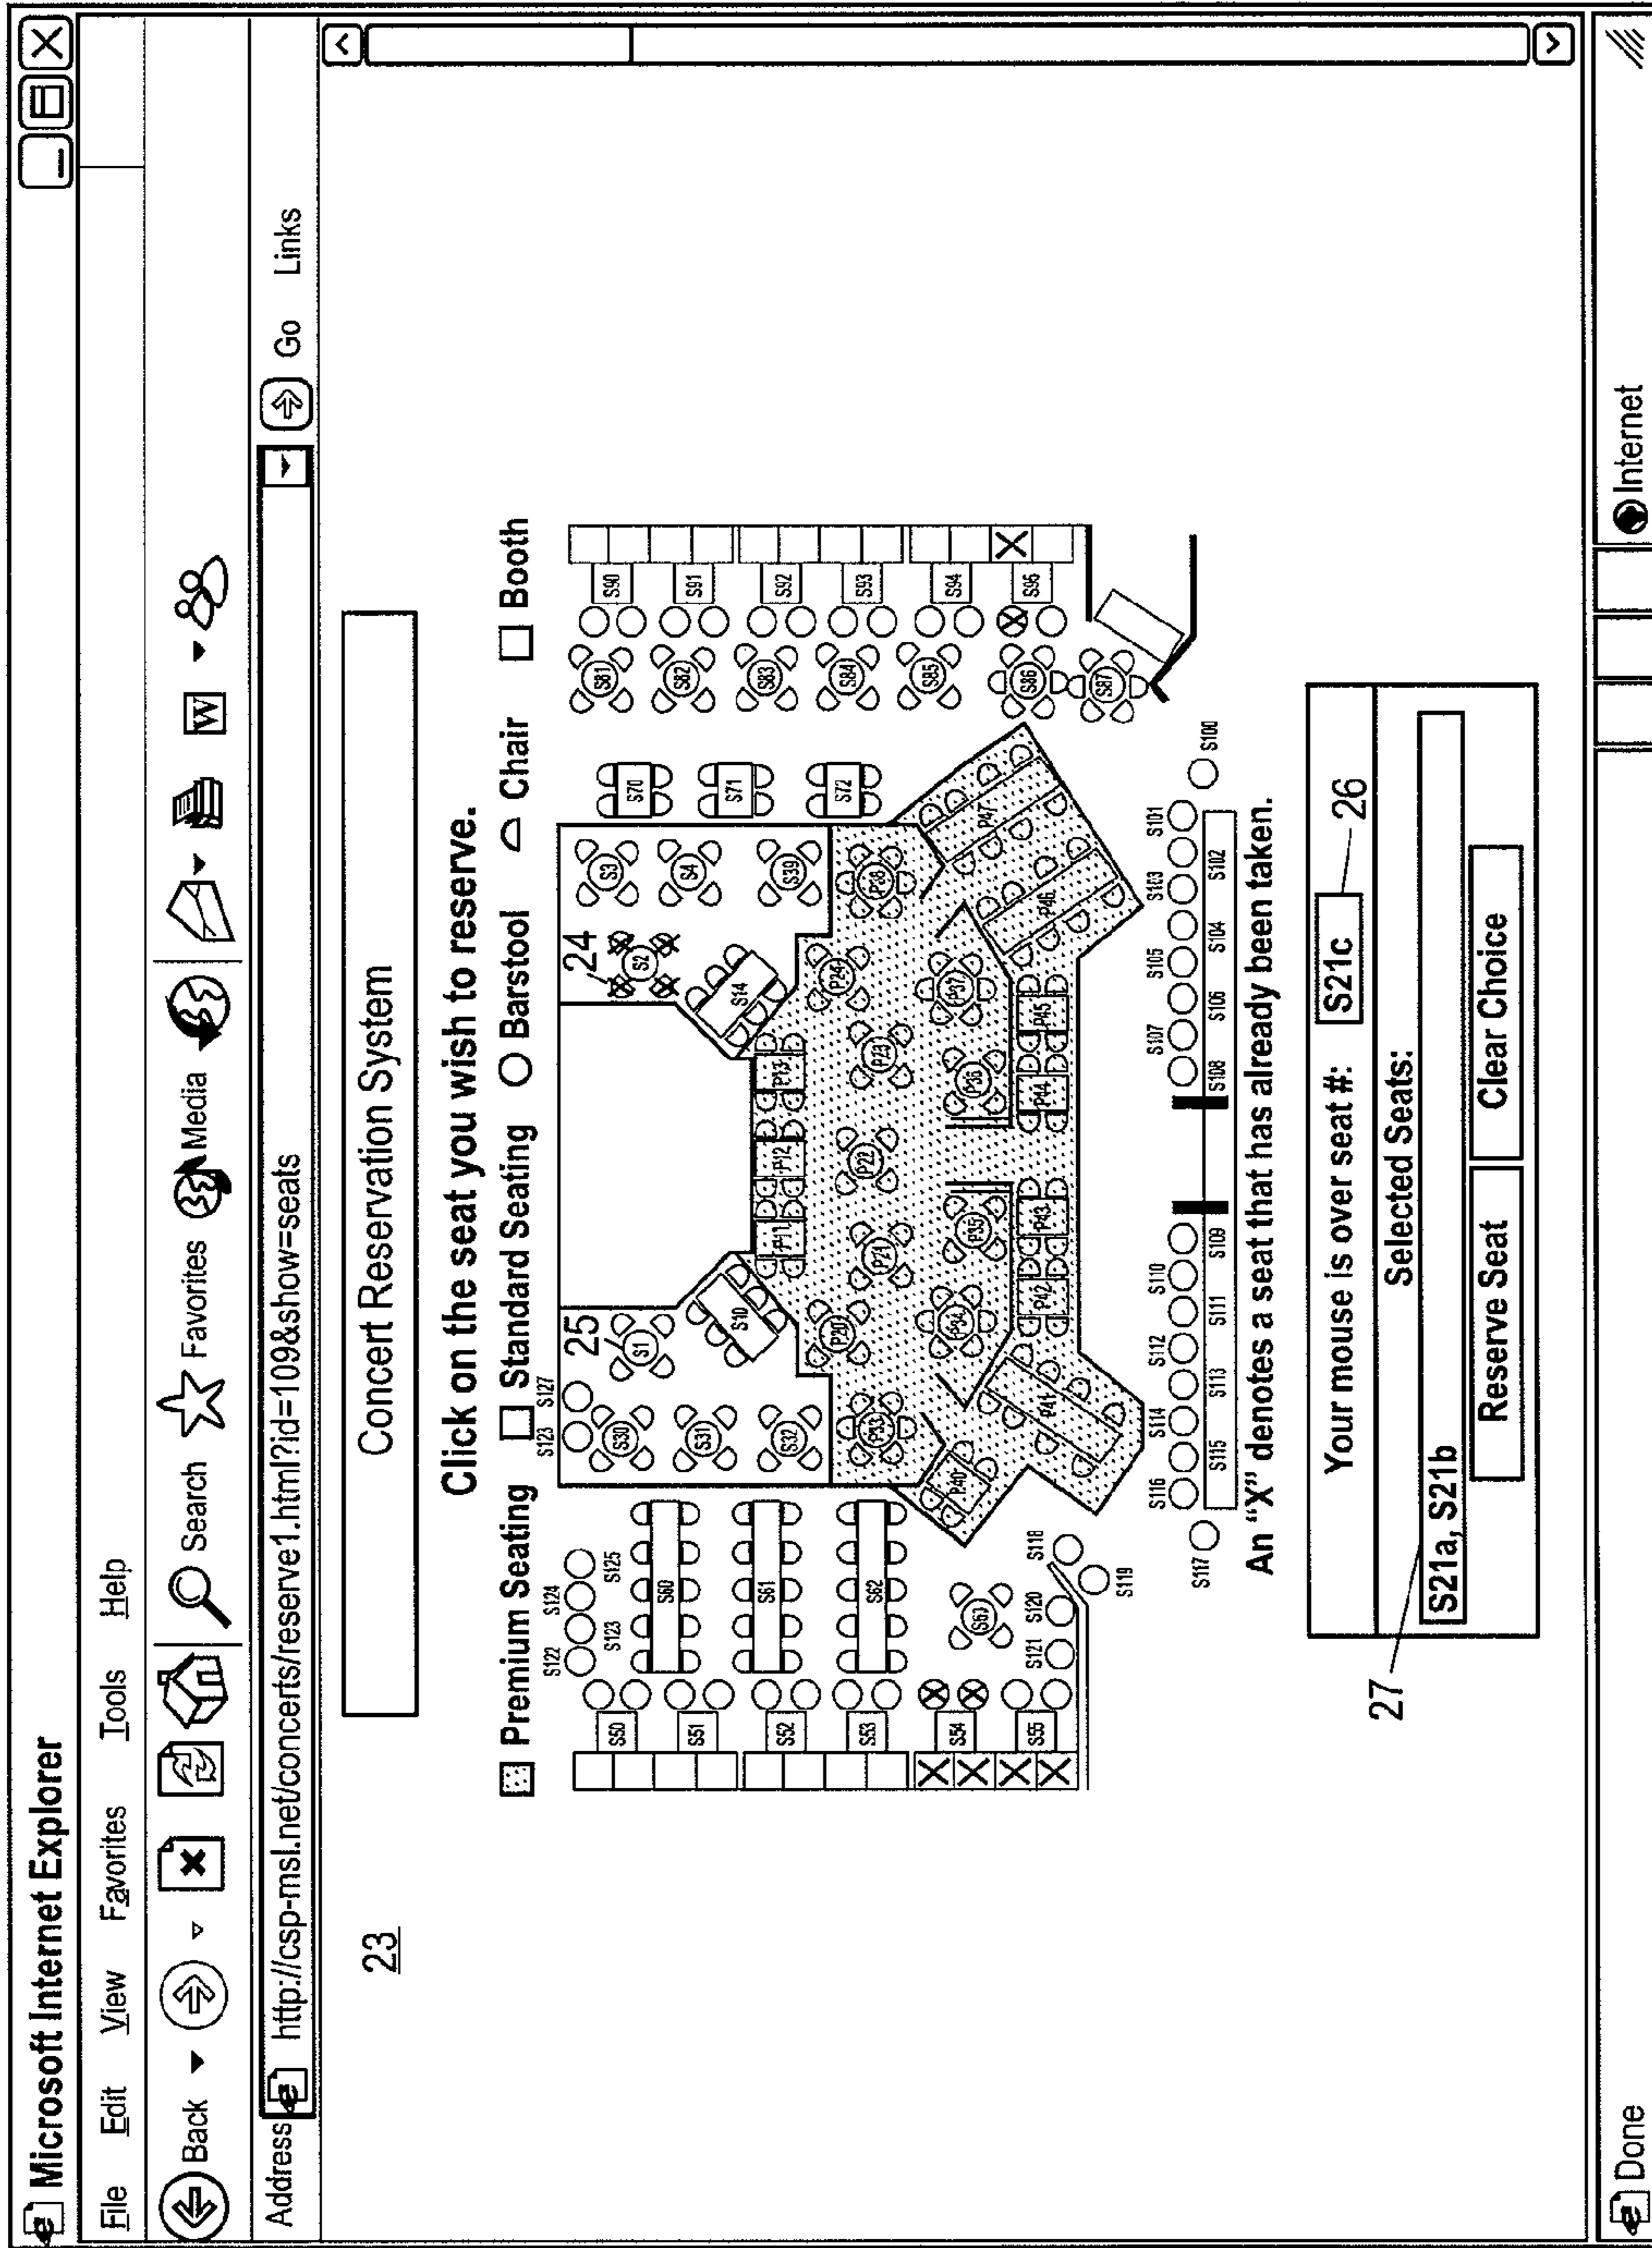 Microsoft Internet Explorer
File Edit View Favorites Tools Help
Back Search Favorites Media W
Address http://csp-msl.net/concerts/reserve1.html?id=109&show=seats Go Links
23
Concert Reservation System
Click on the seat you wish to reserve.
Premium Seating Standard Seating Barstool Chair Booth
S122 S124 S123 24
S123 S125 S127 25
S50 S60 S30 S1 S2 S3 S70 S81 S90
S51 S61 S31 S10 S14 S4 S71 S82 S91
S52 S32 P11 P12 P13 S39 S83 S92
S53 S62 P20 P24 S72 S84 S93
P33 P21 P22 P23 P38 S85 S94
S54 S63 P40 P34 P35 P36 P37 P47 S86 S95
S55 S121 S120 S118 P41 P42 P43 P44 P45 P46 S87
S119
S117 S116 S114 S112 S110 S107 S105 S103 S101 S100
S115 S113 S111 S109 S108 S106 S104 S102
An “X” denotes a seat that has already been taken.
Your mouse is over seat #: S21c 26
Selected Seats:
27 S21a, S21b
Reserve Seat Clear Choice
Done Internet